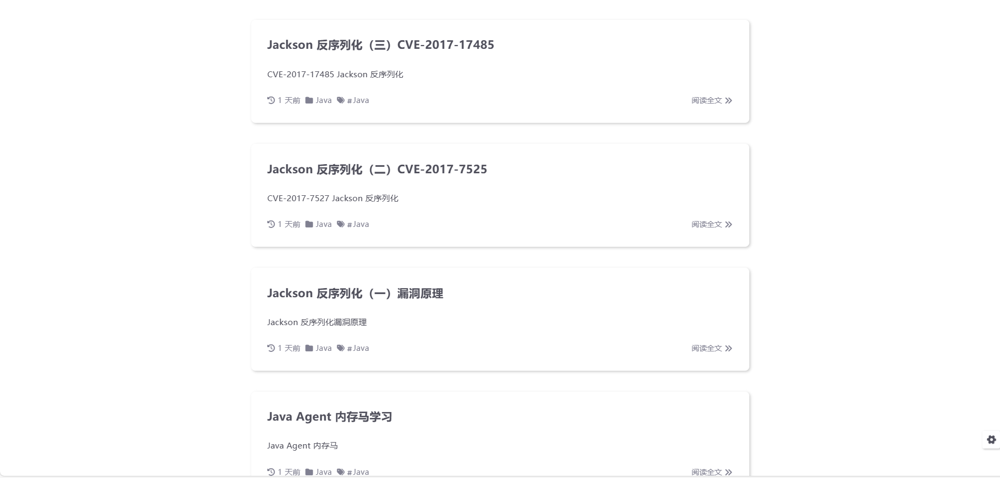 Jackson 反序列化（三）CVE-2017-17485
CVE-2017-17485 Jackson 反序列化
1 天前 Java #Java 阅读全文
Jackson 反序列化（二）CVE-2017-7525
CVE-2017-7527 Jackson 反序列化
1 天前 Java #Java 阅读全文
Jackson 反序列化（一）漏洞原理
Jackson 反序列化漏洞原理
1 天前 Java #Java 阅读全文
Java Agent 内存马学习
Java Agent 内存马
1 天前 Java #Java 阅读全文